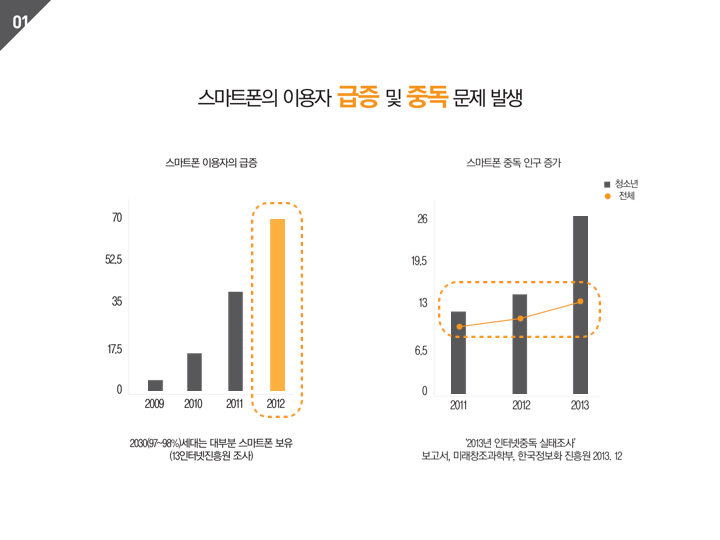 01
스마트폰의 이용자 급증 및 중독 문제 발생
스마트폰 이용자의 급증
70
52.5
35
17.5
0
2009 2010 2011 2012
2030(97~98%)세대는 대부분 스마트폰 보유
(13인터넷진흥원 조사)
스마트폰 중독 인구 증가
청소년
전체
26
19.5
13
6.5
0
2011 2012 2013
'2013년 인터넷중독 실태조사'
보고서, 미래창조과학부, 한국정보화 진흥원 2013. 12